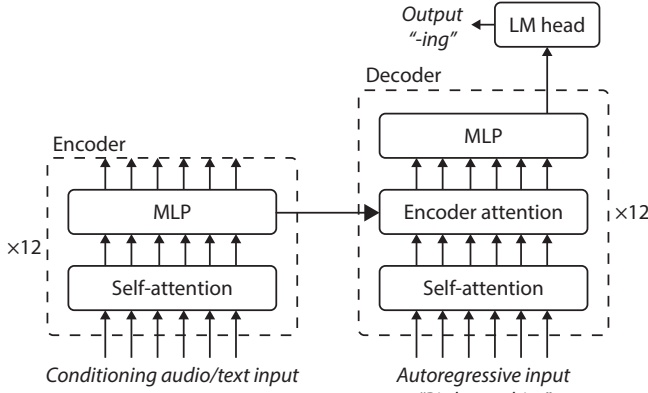 Output
“-ing”
LM head
Decoder
MLP
Encoder attention
Self-attention
×12
Encoder
MLP
Self-attention
×12
Conditioning audio/text input
Autoregressive input